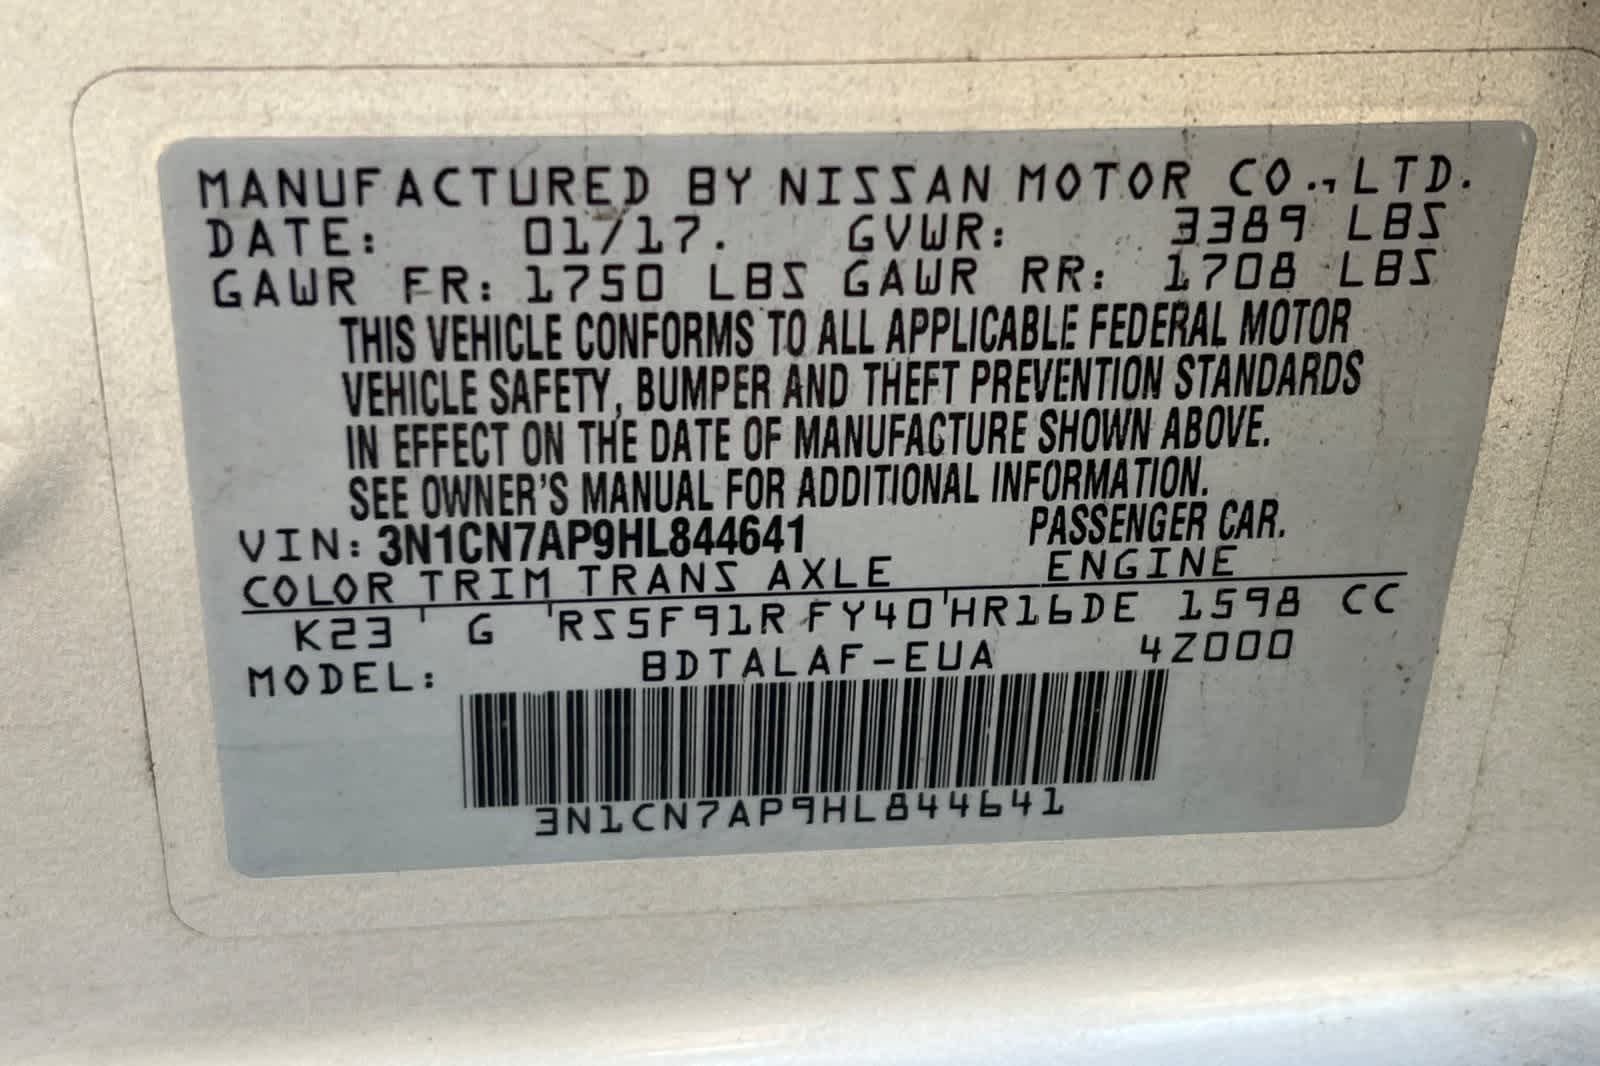 MANUFACTURED BY NISSAN MOTOR CO., LTD.
DATE: 01/17. GVWR: 3389 LBS
GAWR FR: 1750 LBS GAWR RR: 1708 LBS
THIS VEHICLE CONFORMS TO ALL APPLICABLE FEDERAL MOTOR
VEHICLE SAFETY, BUMPER AND THEFT PREVENTION STANDARDS
IN EFFECT ON THE DATE OF MANUFACTURE SHOWN ABOVE.
SEE OWNER'S MANUAL FOR ADDITIONAL INFORMATION.
VIN: 3N1CN7AP9HL844641 PASSENGER CAR.
COLOR TRIM TRANS AXLE ENGINE
K23 G RS5F91R FY40 HR16DE 1598 CC
MODEL: BDTALAF-EUA 4Z000
3N1CN7AP9HL844641